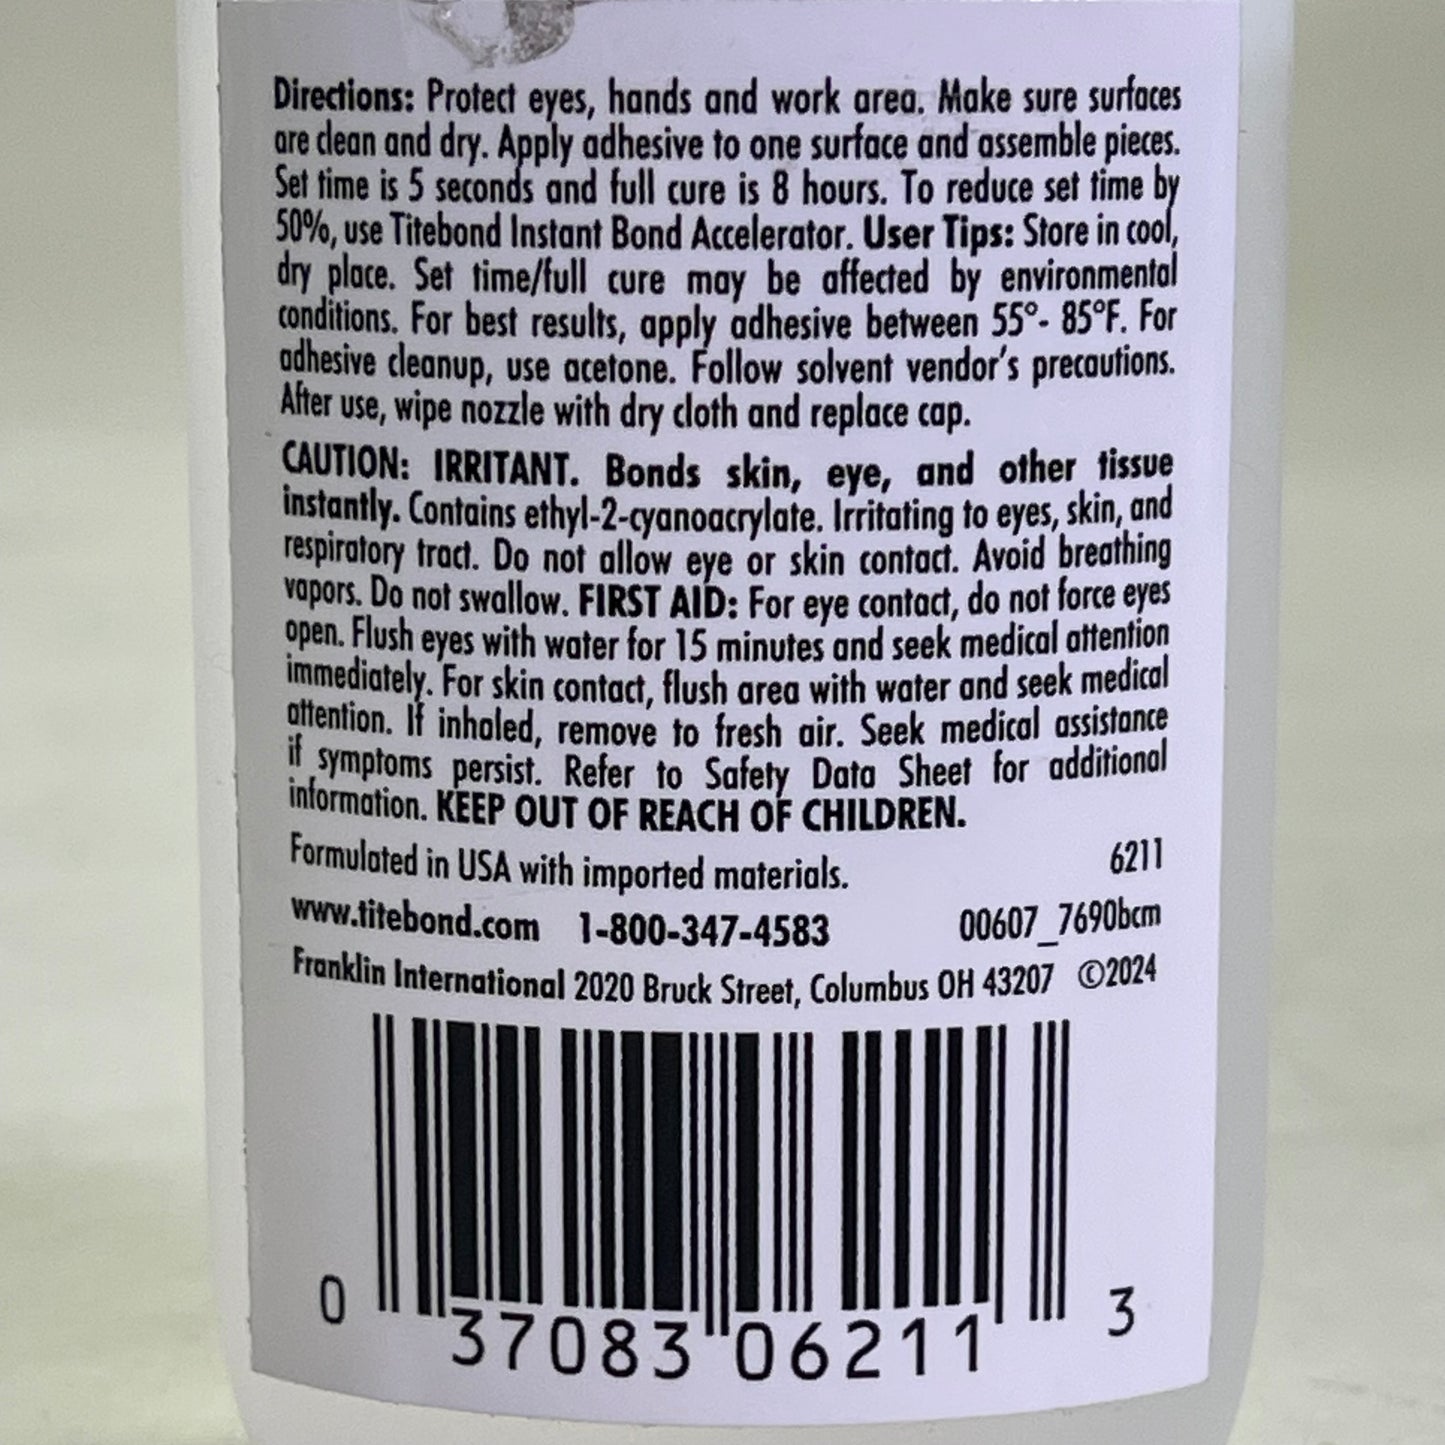 Directions: Protect eyes, hands and work area. Make sure surfaces
are clean and dry. Apply adhesive to one surface and assemble pieces.
Set time is 5 seconds and full cure is 8 hours. To reduce set time by
50%, use Titebond Instant Bond Accelerator. User Tips: Store in cool,
dry place. Set time/full cure may be affected by environmental
conditions. For best results, apply adhesive between 55°- 85°F. For
adhesive cleanup, use acetone. Follow solvent vendor's precautions.
After use, wipe nozzle with dry cloth and replace cap.
CAUTION: IRRITANT. Bonds skin, eye, and other tissue
instantly. Contains ethyl-2-cyanoacrylate. Irritating to eyes, skin, and
respiratory tract. Do not allow eye or skin contact. Avoid breathing
vapors. Do not swallow. FIRST AID: For eye contact, do not force eyes
open. Flush eyes with water for 15 minutes and seek medical attention
immediately. For skin contact, flush area with water and seek medical
attention. If inhaled, remove to fresh air. Seek medical assistance
if symptoms persist. Refer to Safety Data Sheet for additional
information. KEEP OUT OF REACH OF CHILDREN.
Formulated in USA with imported materials. 6211
www.titebond.com 1-800-347-4583 00607_7690bcm
Franklin International 2020 Bruck Street, Columbus OH 43207 ©2024
0 37083 06211 3